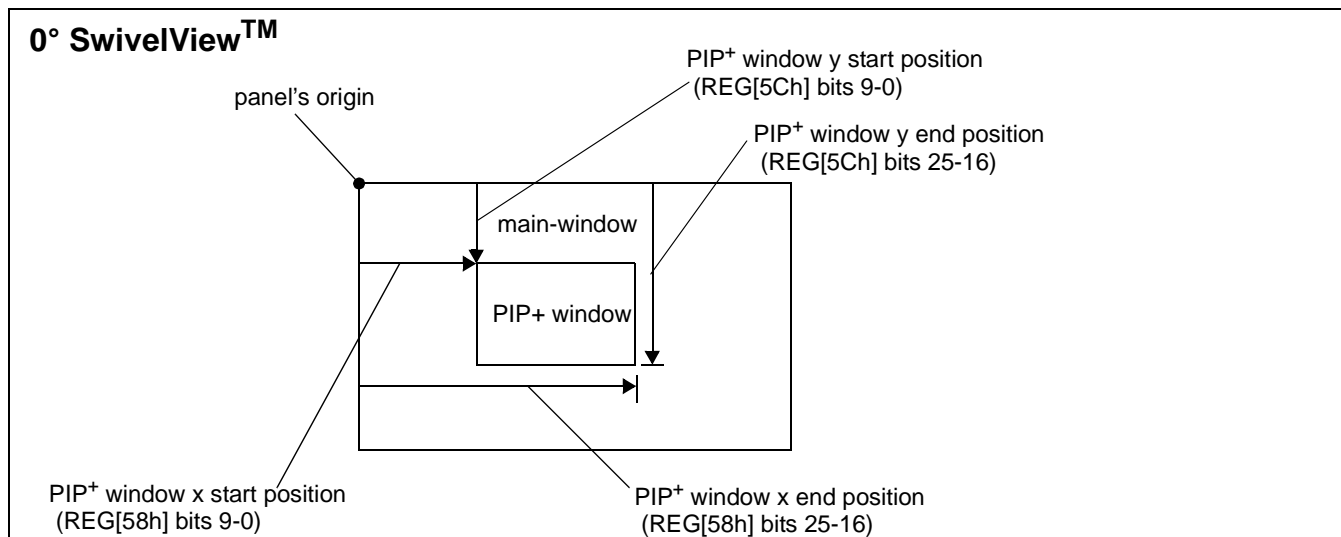 0° SwivelView™
PIP+ window y start position
(REG[5Ch] bits 9-0)
panel's origin
PIP+ window y end position
(REG[5Ch] bits 25-16)
main-window
PIP+ window
PIP+ window x start position
(REG[58h] bits 9-0)
PIP+ window x end position
(REG[58h] bits 25-16)